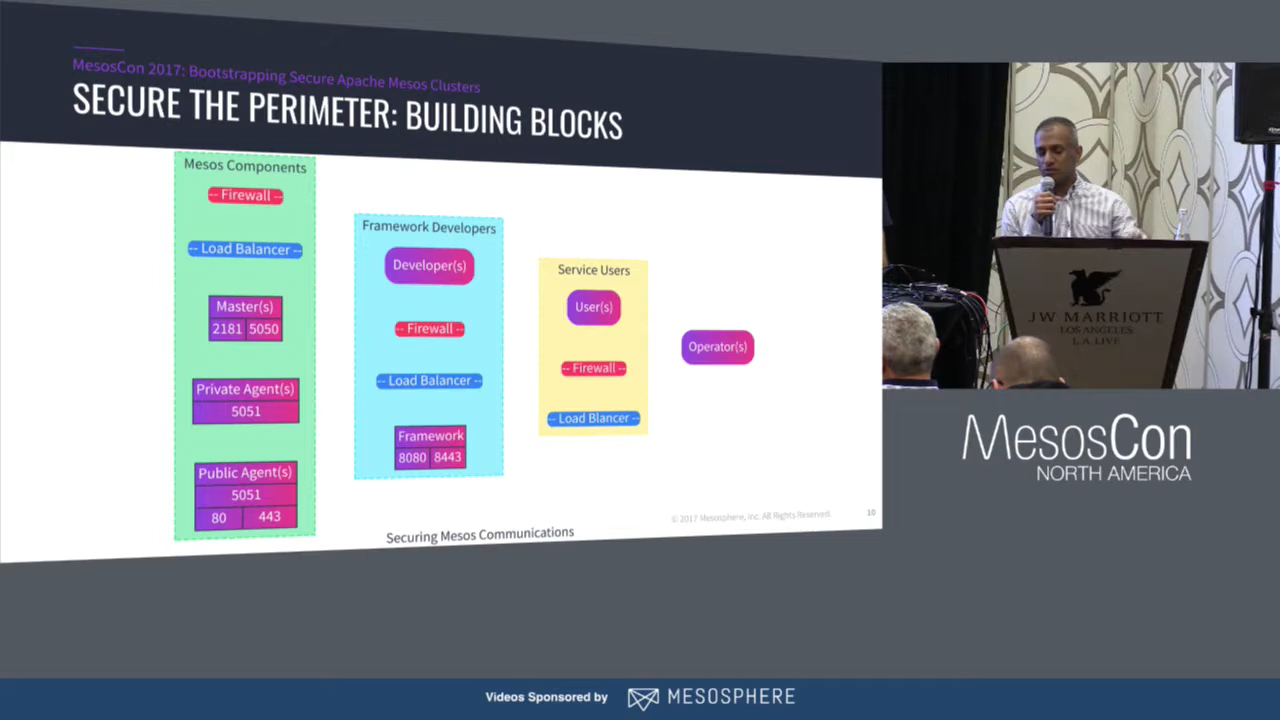 MesosCon 2017: Bootstrapping Secure Apache Mesos Clusters
SECURE THE PERIMETER: BUILDING BLOCKS
Mesos Components
-- Firewall --
-- Load Balancer --
Master(s)
2181 5050
Private Agent(s)
5051
Public Agent(s)
5051
80 443
Framework Developers
Developer(s)
-- Firewall --
-- Load Balancer --
Framework
8080 8443
Service Users
User(s)
-- Firewall --
-- Load Blancer --
Operator(s)
© 2017 Mesosphere, Inc. All Rights Reserved.
10
Securing Mesos Communications
JW MARRIOTT
LOS ANGELES
L.A. LIVE
MesosCon
NORTH AMERICA
Videos Sponsored by
MESOSPHERE